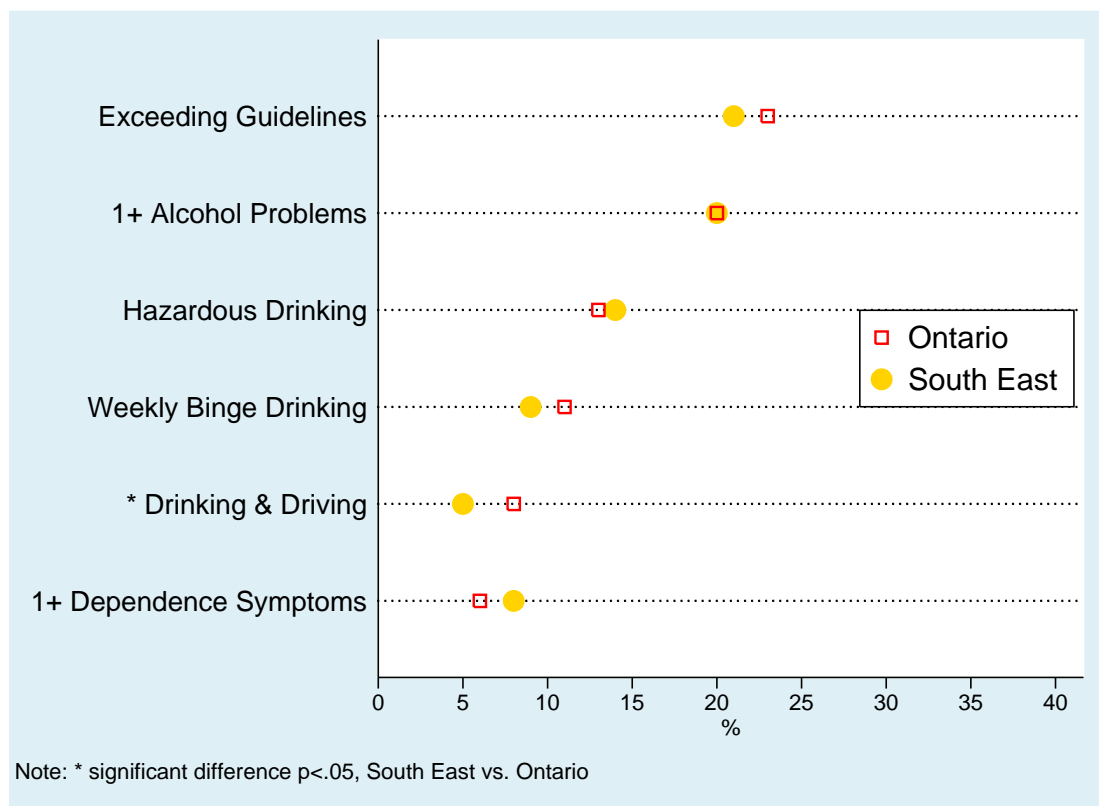 Exceeding Guidelines
1+ Alcohol Problems
Hazardous Drinking
Weekly Binge Drinking
* Drinking & Driving
1+ Dependence Symptoms
Ontario
South East
0 5 10 15 20 25 30 35 40
%
Note: * significant difference p<.05, South East vs. Ontario